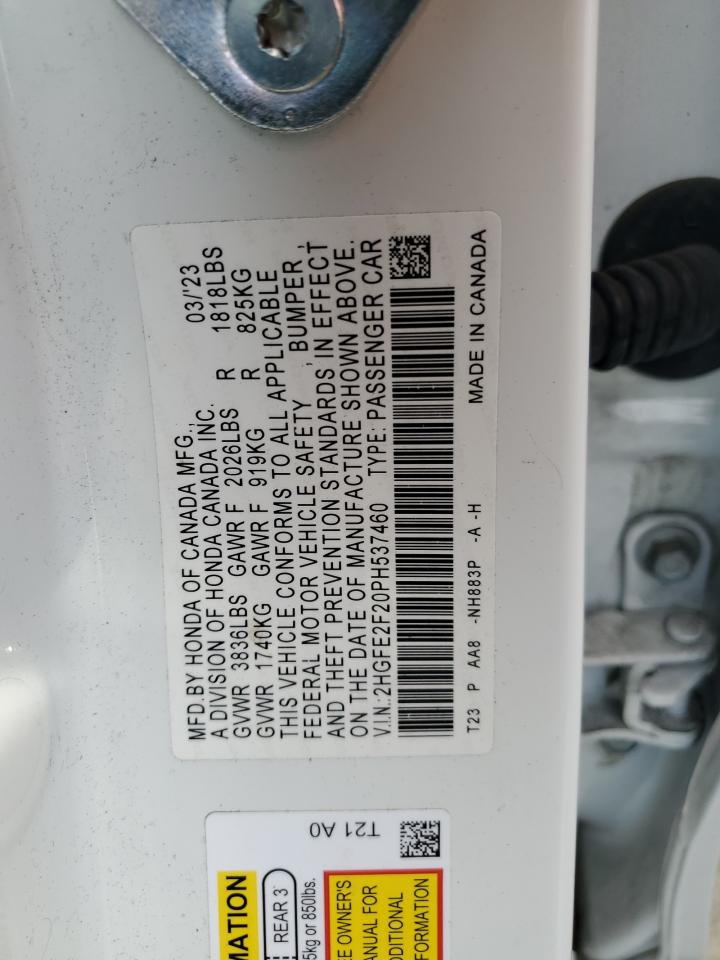 MFD.BY HONDA OF CANADA MFG., 03/'23
A DIVISION OF HONDA CANADA INC.
GVWR 3836LBS GAWR F 2026LBS R 1818LBS
GVWR 1740KG GAWR F 919KG R 825KG
THIS VEHICLE CONFORMS TO ALL APPLICABLE
FEDERAL MOTOR VEHICLE SAFETY , BUMPER ,
AND THEFT PREVENTION STANDARDS IN EFFECT
ON THE DATE OF MANUFACTURE SHOWN ABOVE.
V.I.N.:2HGFE2F20PH537460 TYPE: PASSENGER CAR
T23 P AA8 -NH883P -A -H MADE IN CANADA
T21 A0
MATION
REAR 3
5kg or 850lbs.
EE OWNER'S
ANUAL FOR
DDITIONAL
FORMATION